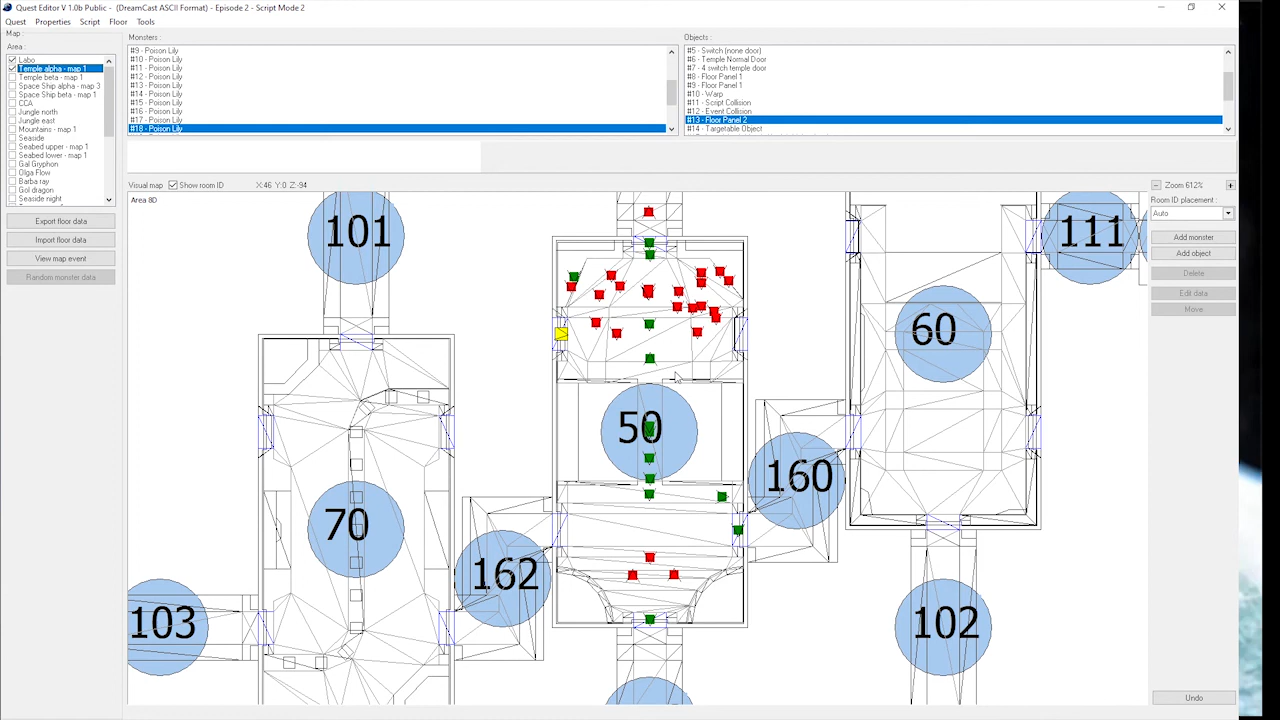 Quest Editor V 1.0b Public - (DreamCast ASCII Format) - Episode 2 - Script Mode 2
Quest Properties Script Floor Tools
Map :
Area :
Labo
Temple alpha - map 1
Temple beta - map 1
Space Ship alpha - map 3
Space Ship beta - map 1
CCA
Jungle north
Jungle east
Mountains - map 1
Seaside
Seabed upper - map 1
Seabed lower - map 1
Gal Gryphon
Olga Flow
Barba ray
Gol dragon
Seaside night
Export floor data
Import floor data
View map event
Random monster data
Monsters :
#9 - Poison Lily
#10 - Poison Lily
#11 - Poison Lily
#12 - Poison Lily
#13 - Poison Lily
#14 - Poison Lily
#15 - Poison Lily
#16 - Poison Lily
#17 - Poison Lily
#18 - Poison Lily
Objects :
#5 - Switch (none door)
#6 - Temple Normal Door
#7 - 4 switch temple door
#8 - Floor Panel 1
#9 - Floor Panel 1
#10 - Warp
#11 - Script Collision
#12 - Event Collision
#13 - Floor Panel 2
#14 - Targetable Object
Visual map Show room ID X:46 Y:0 Z:-94
Area 8D
101
111
60
50
160
70
162
103
102
Zoom 612%
Room ID placement :
Auto
Add monster
Add object
Delete
Edit data
Move
Undo